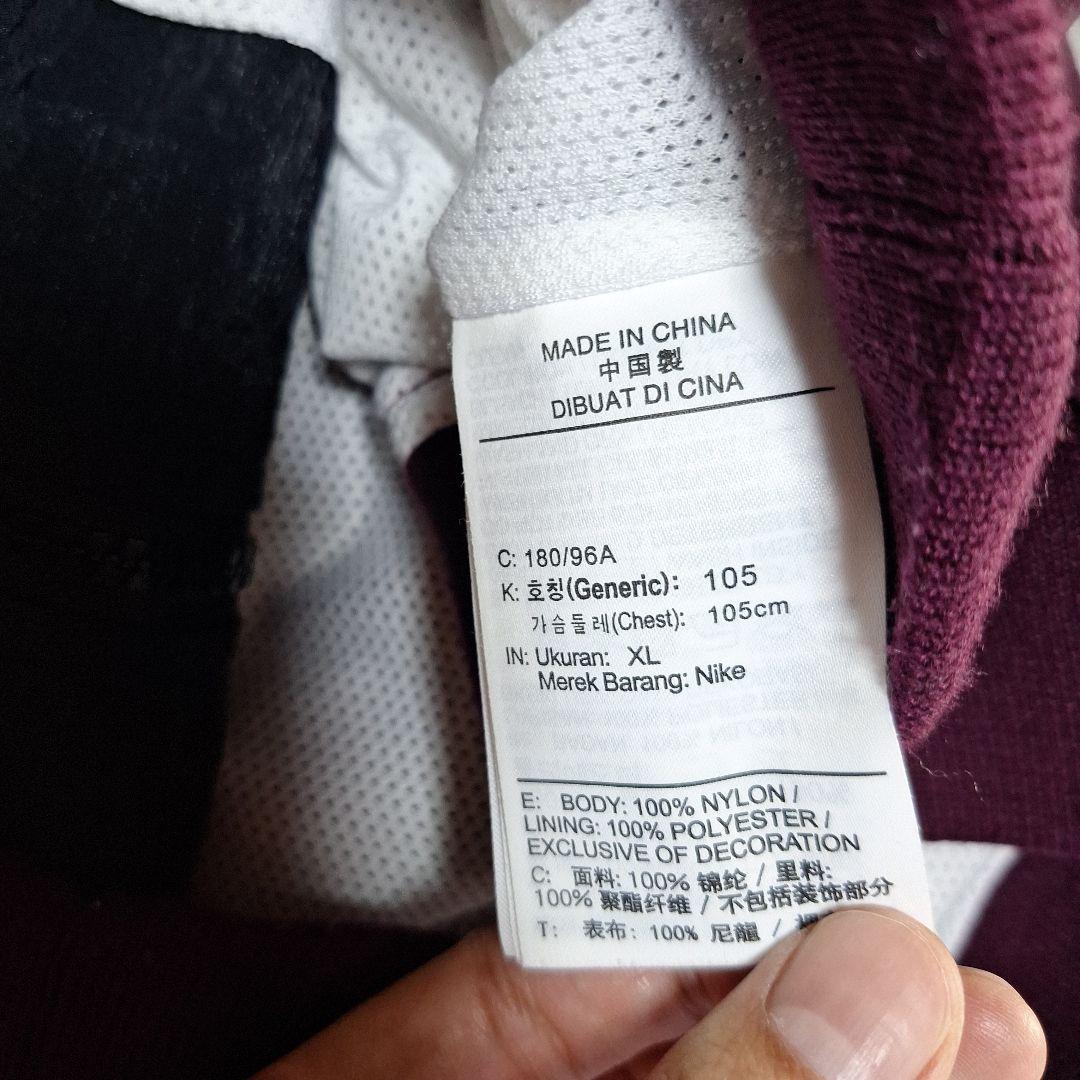 MADE IN CHINA
中国製
DIBUAT DI CINA
C: 180/96A
K: 호칭(Generic): 105
가슴둘레(Chest): 105cm
IN: Ukuran: XL
Merek Barang: Nike
E: BODY: 100% NYLON /
LINING: 100% POLYESTER /
EXCLUSIVE OF DECORATION
C: 面料: 100% 锦纶 / 里料:
100% 聚酯纤维 / 不包括装饰部分
T: 表布: 100% 尼龍 /